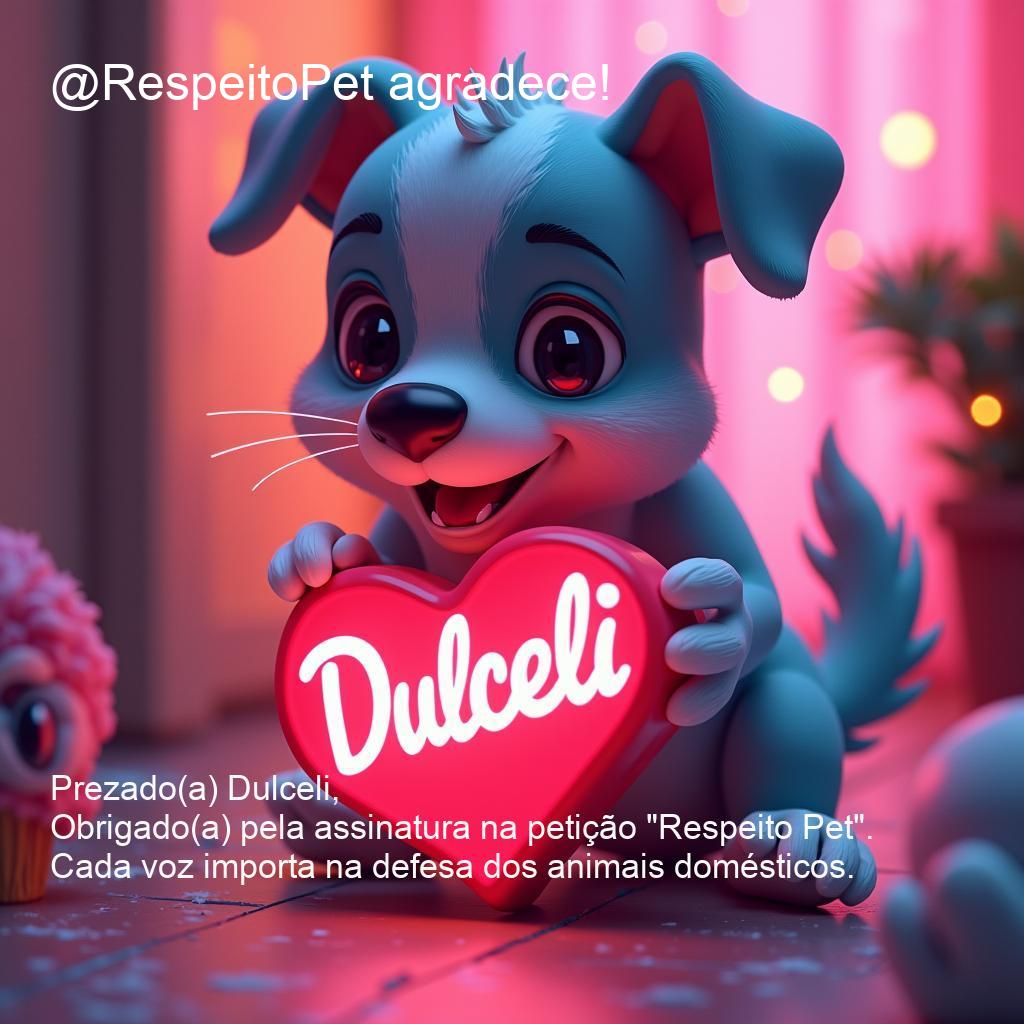 @RespeitoPet agradece!
Dulceli
Prezado(a) Dulceli,
Obrigado(a) pela assinatura na petição "Respeito Pet".
Cada voz importa na defesa dos animais domésticos.